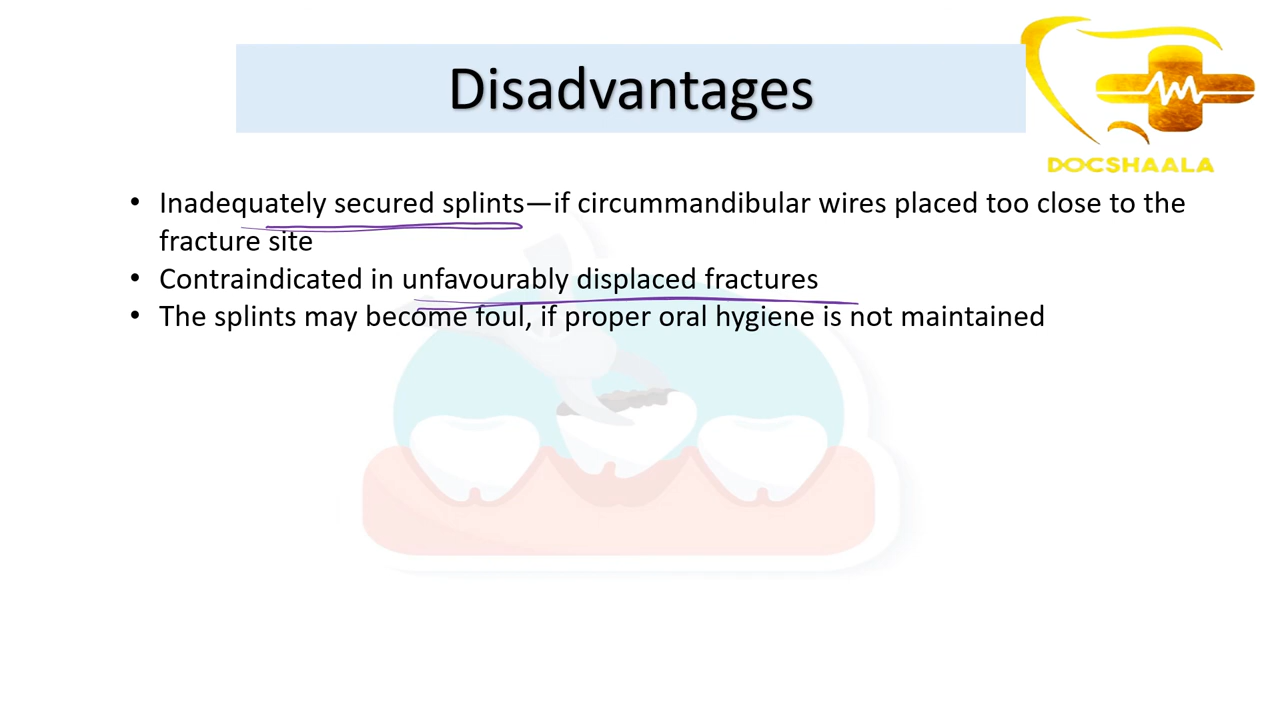 Disadvantages
DOCSHAALA
• Inadequately secured splints—if circummandibular wires placed too close to the
fracture site
• Contraindicated in unfavourably displaced fractures
• The splints may become foul, if proper oral hygiene is not maintained